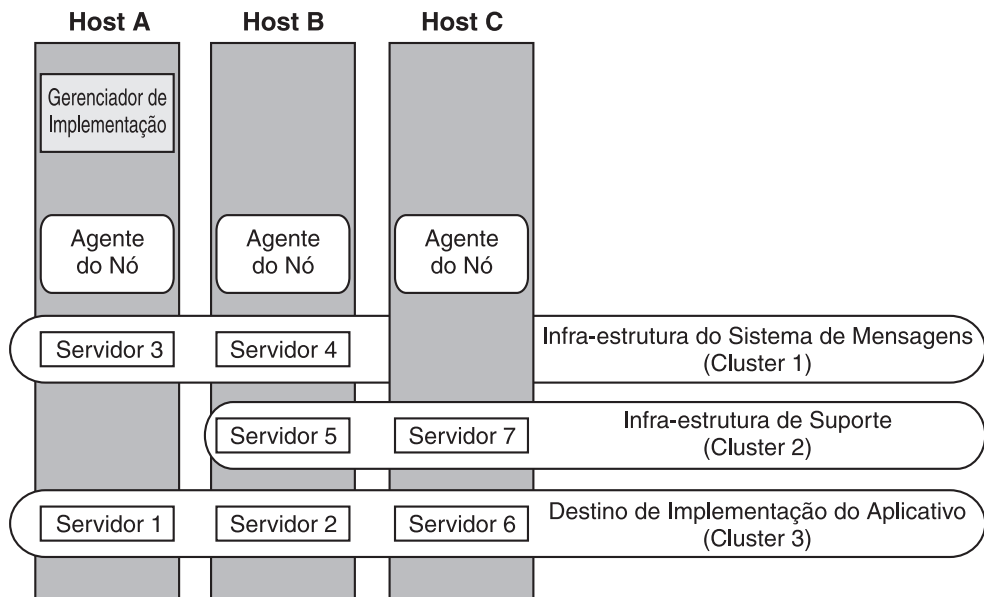 Host A
Host B
Host C
Gerenciador de
Implementação
Agente
do Nó
Agente
do Nó
Agente
do Nó
Servidor 3
Servidor 4
Infra-estrutura do Sistema de Mensagens
(Cluster 1)
Servidor 5
Servidor 7
Infra-estrutura de Suporte
(Cluster 2)
Servidor 1
Servidor 2
Servidor 6
Destino de Implementação do Aplicativo
(Cluster 3)